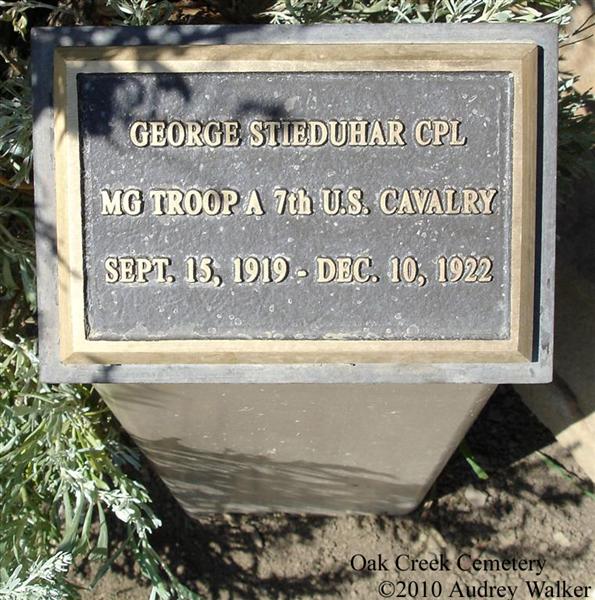 GEORGE STIEDUHAR CPL
MG TROOP A 7th U.S. CAVALRY
SEPT. 15, 1919 - DEC. 10, 1922
Oak Creek Cemetery
©2010 Audrey Walker